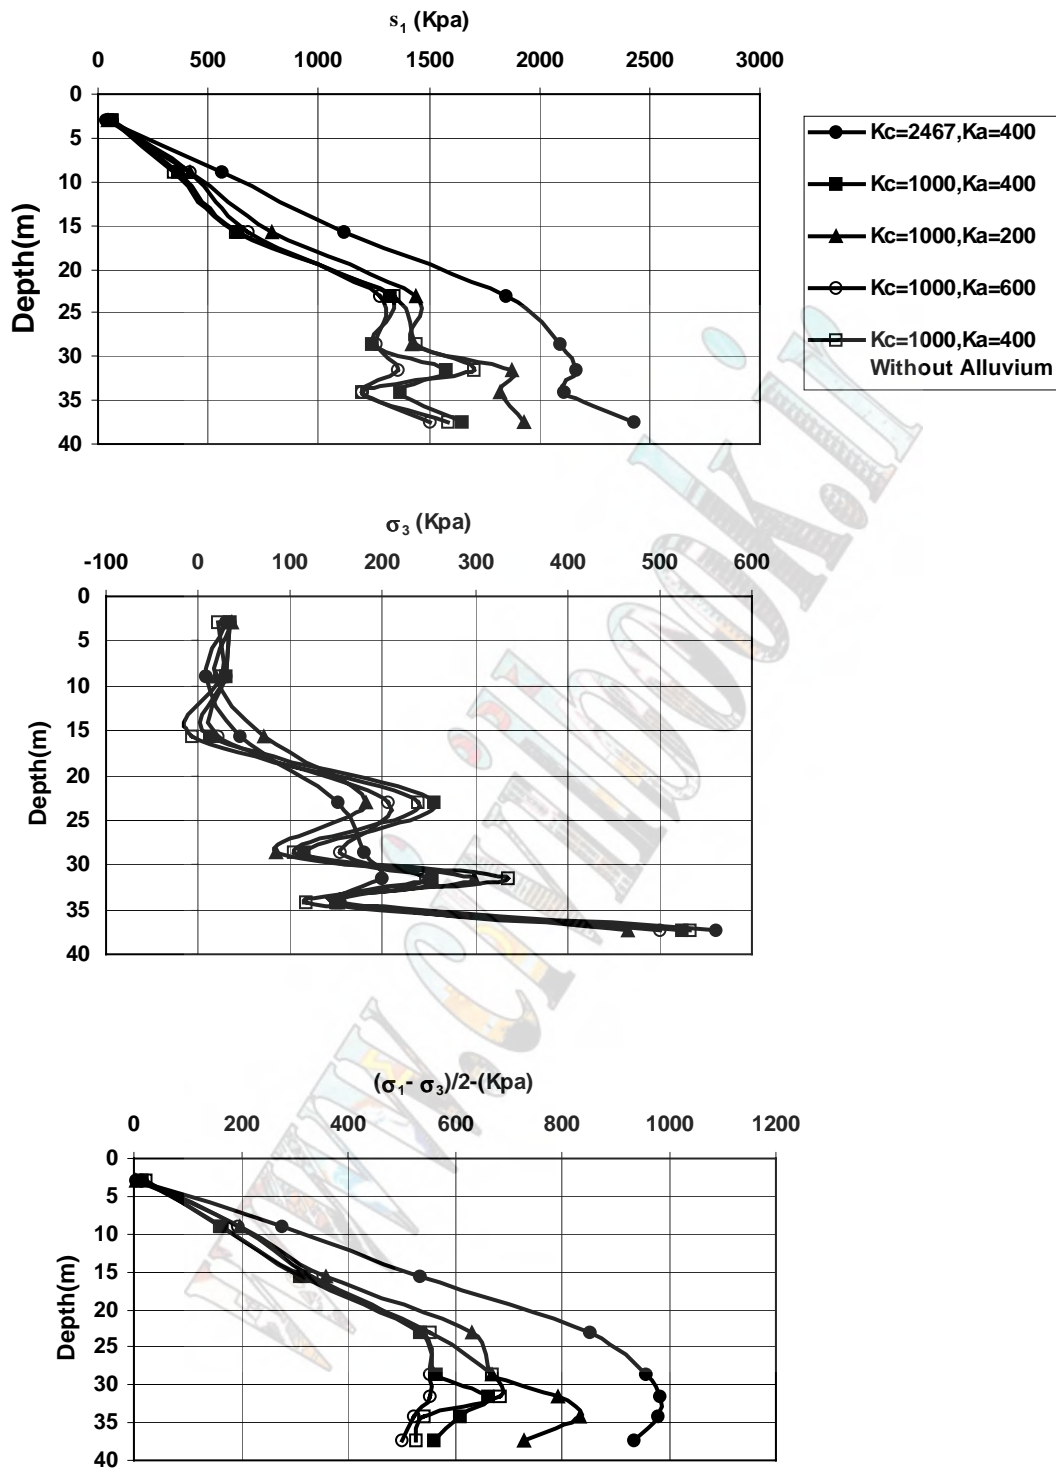 s1 (Kpa)
0 500 1000 1500 2000 2500 3000
0
5
10
15
20
25
30
35
40
Depth(m)
Kc=2467,Ka=400
Kc=1000,Ka=400
Kc=1000,Ka=200
Kc=1000,Ka=600
Kc=1000,Ka=400
Without Alluvium
σ3 (Kpa)
-100 0 100 200 300 400 500 600
0
5
10
15
20
25
30
35
40
Depth(m)
(σ1- σ3)/2-(Kpa)
0 200 400 600 800 1000 1200
0
5
10
15
20
25
30
35
40
Depth(m)
www.civilbook.ir